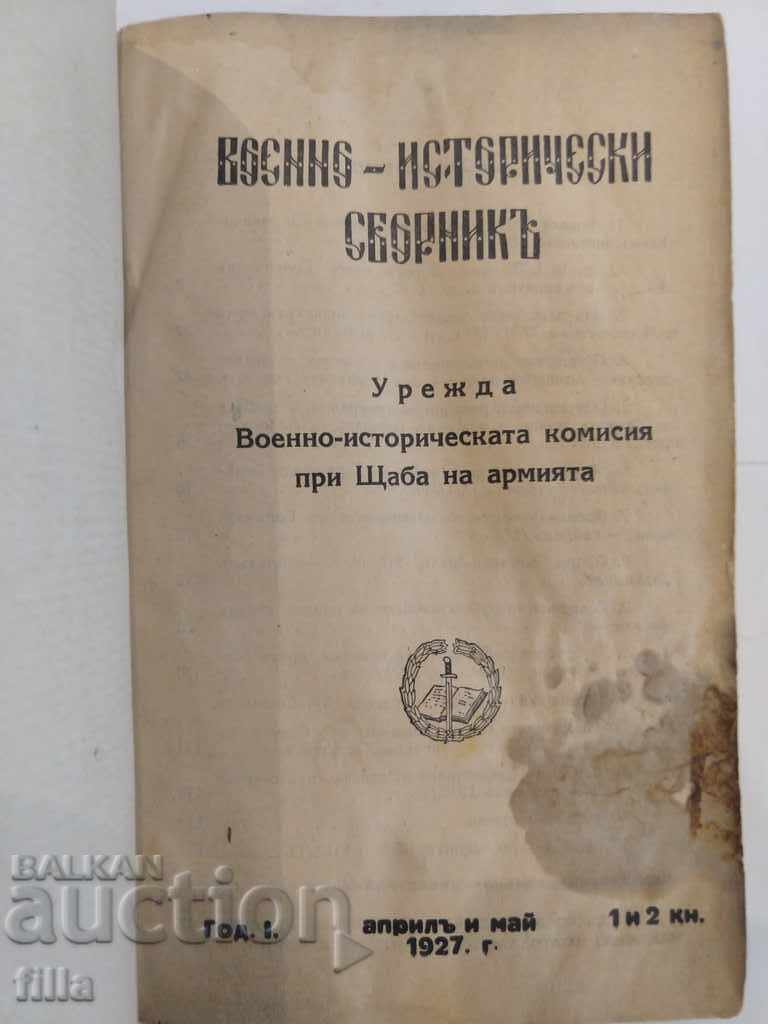 ВОЕННО - ИСТОРИЧЕСКИ
СБОРНИКЪ
Урежда
Военно-историческата комисия
при Щаба на армията
Год. I. априлъ и май 1 и 2 кн.
1927. г.
BALKAN
auction
filla